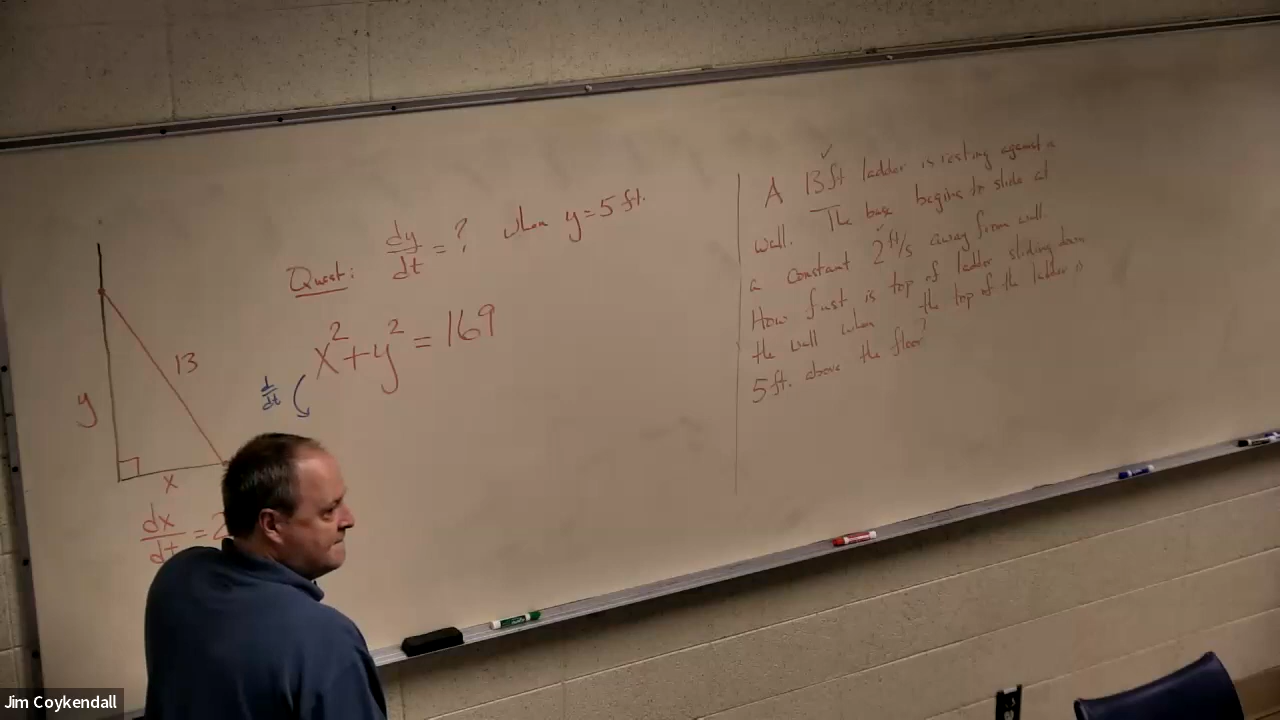 Quest: dy/dt = ? when y = 5 ft.
x² + y² = 169
d/dt
13
y
x
dx/dt = 2
A 13 ft ladder is resting against a
wall. The base begins to slide at
a constant 2 ft/s away from wall.
How fast is top of ladder sliding down
the wall when the top of the ladder is
5 ft. above the floor?
Jim Coykendall